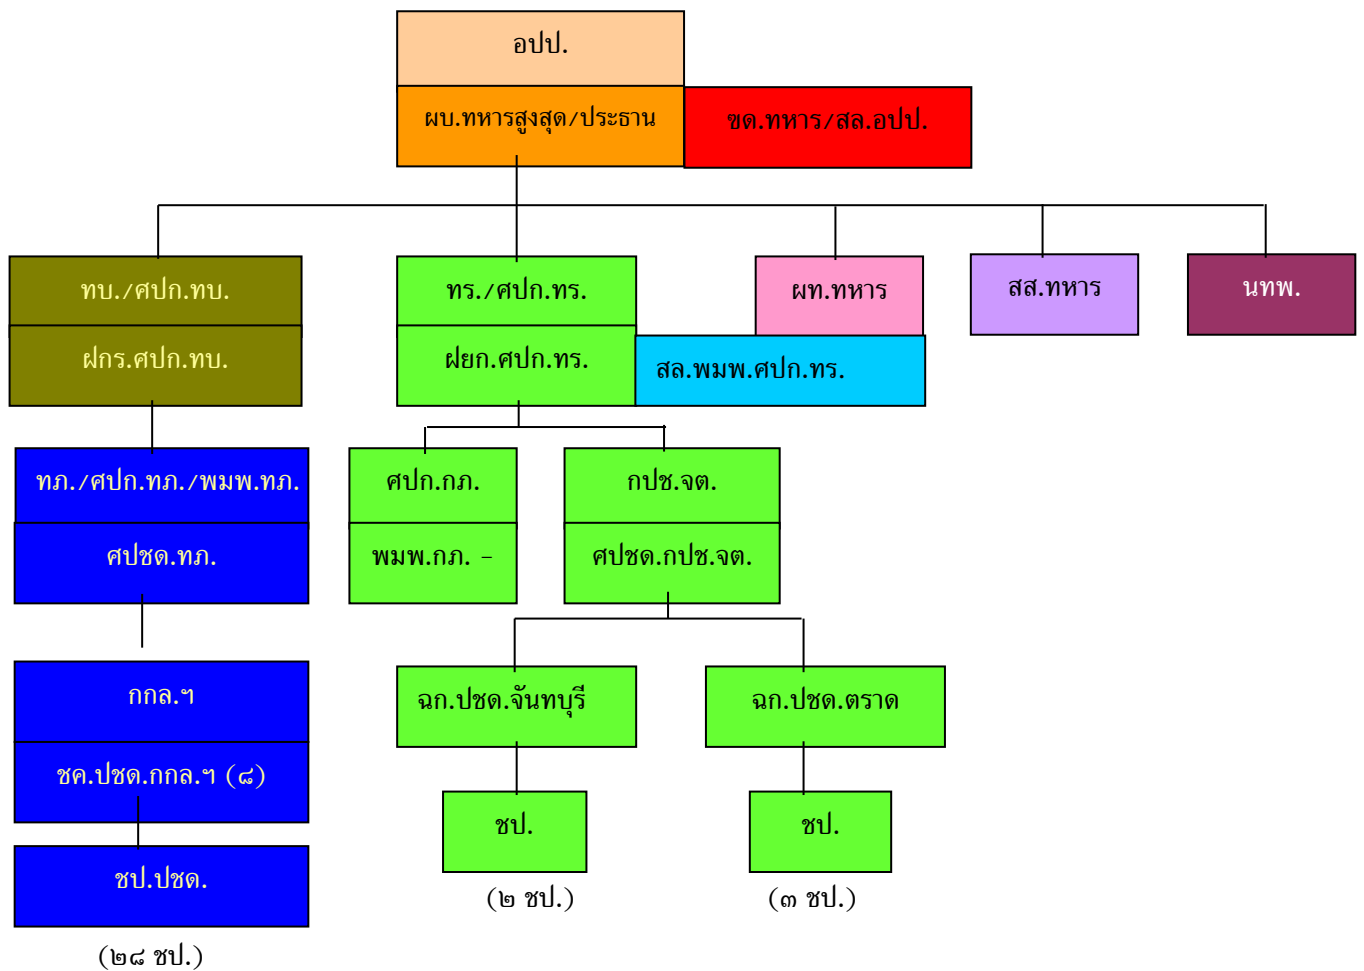 อปป.
ผบ.ทหารสูงสุด/ประธาน
ขด.ทหาร/สล.อปป.
ทบ./ศปก.ทบ.
ฝกร.ศปก.ทบ.
ทร./ศปก.ทร.
ฝยก.ศปก.ทร.
สล.พมพ.ศปก.ทร.
ผท.ทหาร
สส.ทหาร
นทพ.
ทภ./ศปก.ทภ./พมพ.ทภ.
ศปชด.ทภ.
ศปก.กภ.
พมพ.กภ. –
กปช.จต.
ศปชด.กปช.จต.
กกล.ฯ
ชค.ปชด.กกล.ฯ (๘)
ฉก.ปชด.จันทบุรี
ฉก.ปชด.ตราด
ชป.ปชด.
(๒๘ ชป.)
ชป.
(๒ ชป.)
ชป.
(๓ ชป.)